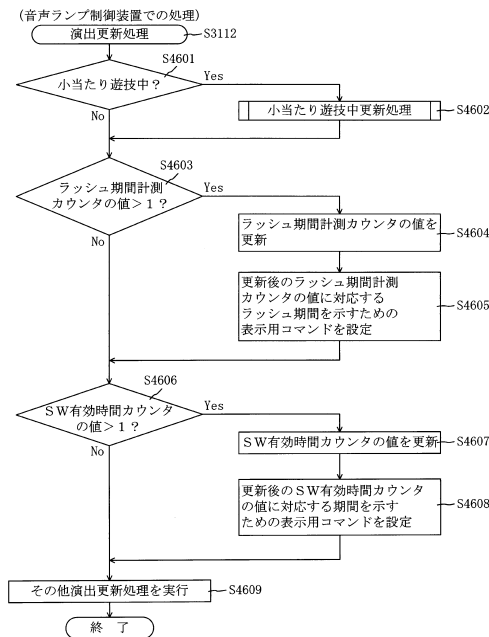 (音声ランプ制御装置での処理)
演出更新処理
S3112
S4601
小当たり遊技中？
Yes
No
小当たり遊技中更新処理
S4602
S4603
ラッシュ期間計測
カウンタの値＞1？
Yes
No
ラッシュ期間計測カウンタの値を
更新
S4604
更新後のラッシュ期間計測
カウンタの値に対応する
ラッシュ期間を示すための
表示用コマンドを設定
S4605
S4606
ＳＷ有効時間カウンタ
の値＞1？
Yes
No
ＳＷ有効時間カウンタの値を更新
S4607
更新後のＳＷ有効時間カウンタ
の値に対応する期間を示す
ための表示用コマンドを設定
S4608
その他演出更新処理を実行
S4609
終 了